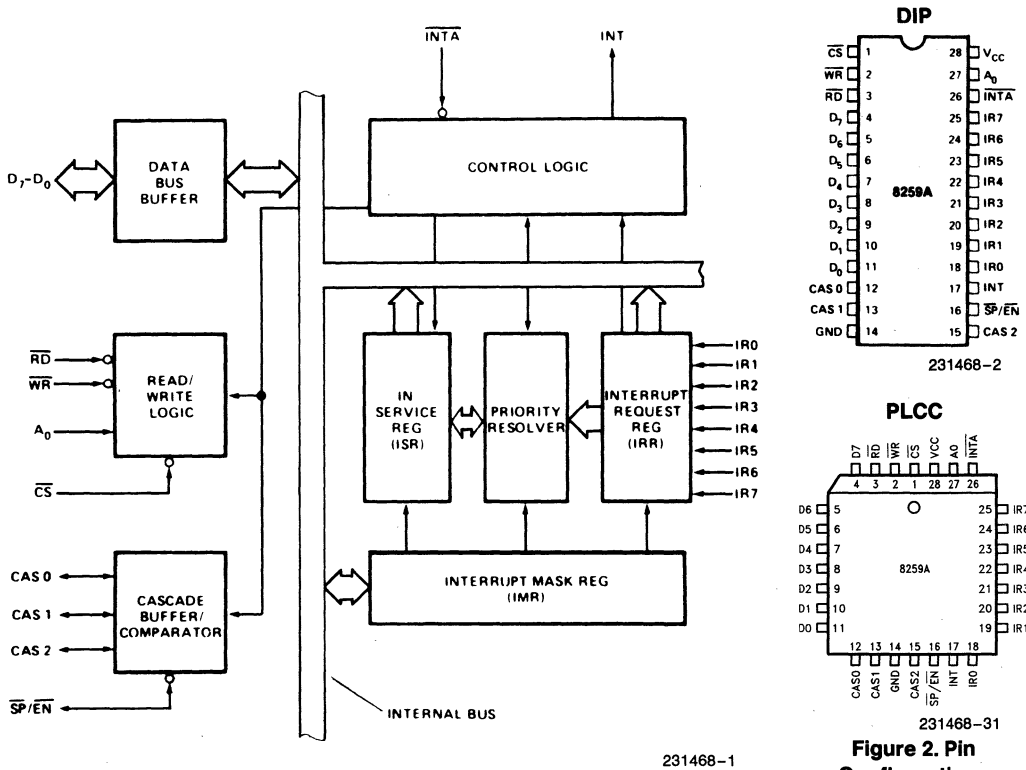 INTA
INT
D7-D0
DATA
BUS
BUFFER
CONTROL LOGIC
RD
WR
A0
CS
READ/
WRITE
LOGIC
IN
SERVICE
REG
(ISR)
PRIORITY
RESOLVER
INTERRUPT
REQUEST
REG
(IRR)
IR0
IR1
IR2
IR3
IR4
IR5
IR6
IR7
CAS 0
CAS 1
CAS 2
SP/EN
CASCADE
BUFFER/
COMPARATOR
INTERRUPT MASK REG
(IMR)
INTERNAL BUS
231468-1
DIP
CS 1 28 VCC
WR 2 27 A0
RD 3 26 INTA
D7 4 25 IR7
D6 5 24 IR6
D5 6 23 IR5
D4 7 22 IR4
8259A
D3 8 21 IR3
D2 9 20 IR2
D1 10 19 IR1
D0 11 18 IR0
CAS 0 12 17 INT
CAS 1 13 16 SP/EN
GND 14 15 CAS 2
231468-2
PLCC
D7 RD WR CS VCC A0 INTA
4 3 2 1 28 27 26
D6 5 25 IR7
D5 6 24 IR6
D4 7 23 IR5
D3 8 8259A 22 IR4
D2 9 21 IR3
D1 10 20 IR2
D0 11 19 IR1
12 13 14 15 16 17 18
CAS0 CAS1 GND CAS2 SP/EN INT IR0
231468-31
Figure 2. Pin